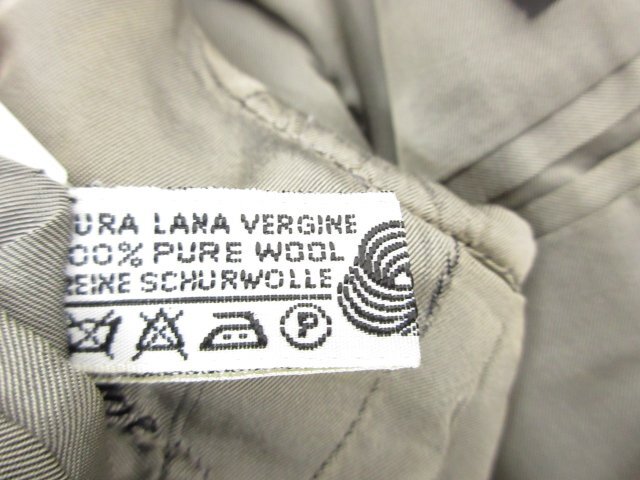 URA LANA VERGINE
00% PURE WOOL
REINE SCHURWOLLE
P